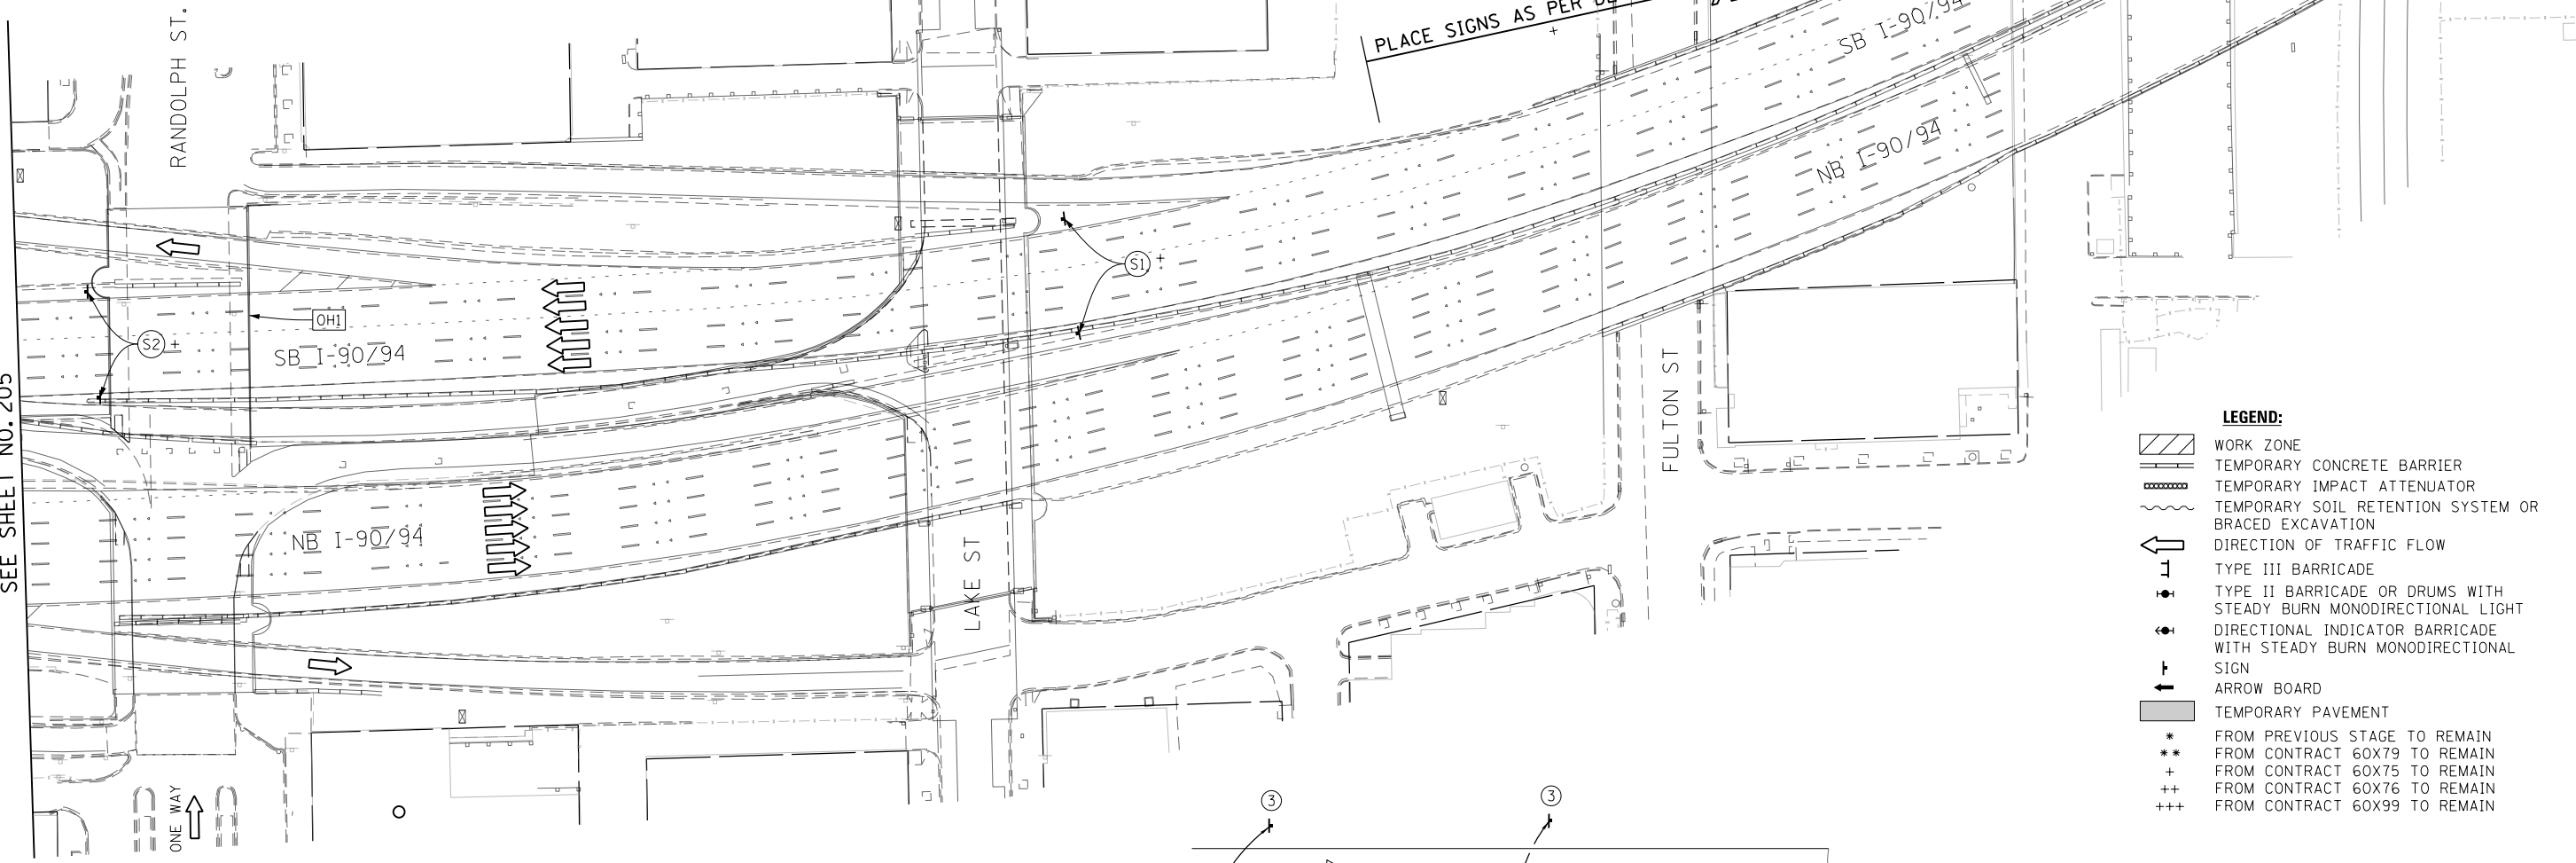 RANDOLPH ST.
PLACE SIGNS AS PER
SB I-90/94
NB I-90/94
S1 +
OH1
S2 +
SB I-90/94
SEE SHEET NO. 205
FULTON ST
NB I-90/94
LAKE ST
ONE WAY
3
3
LEGEND:
WORK ZONE
TEMPORARY CONCRETE BARRIER
TEMPORARY IMPACT ATTENUATOR
TEMPORARY SOIL RETENTION SYSTEM OR
BRACED EXCAVATION
DIRECTION OF TRAFFIC FLOW
TYPE III BARRICADE
TYPE II BARRICADE OR DRUMS WITH
STEADY BURN MONODIRECTIONAL LIGHT
DIRECTIONAL INDICATOR BARRICADE
WITH STEADY BURN MONODIRECTIONAL
SIGN
ARROW BOARD
TEMPORARY PAVEMENT
* FROM PREVIOUS STAGE TO REMAIN
** FROM CONTRACT 60X79 TO REMAIN
+ FROM CONTRACT 60X75 TO REMAIN
++ FROM CONTRACT 60X76 TO REMAIN
+++ FROM CONTRACT 60X99 TO REMAIN